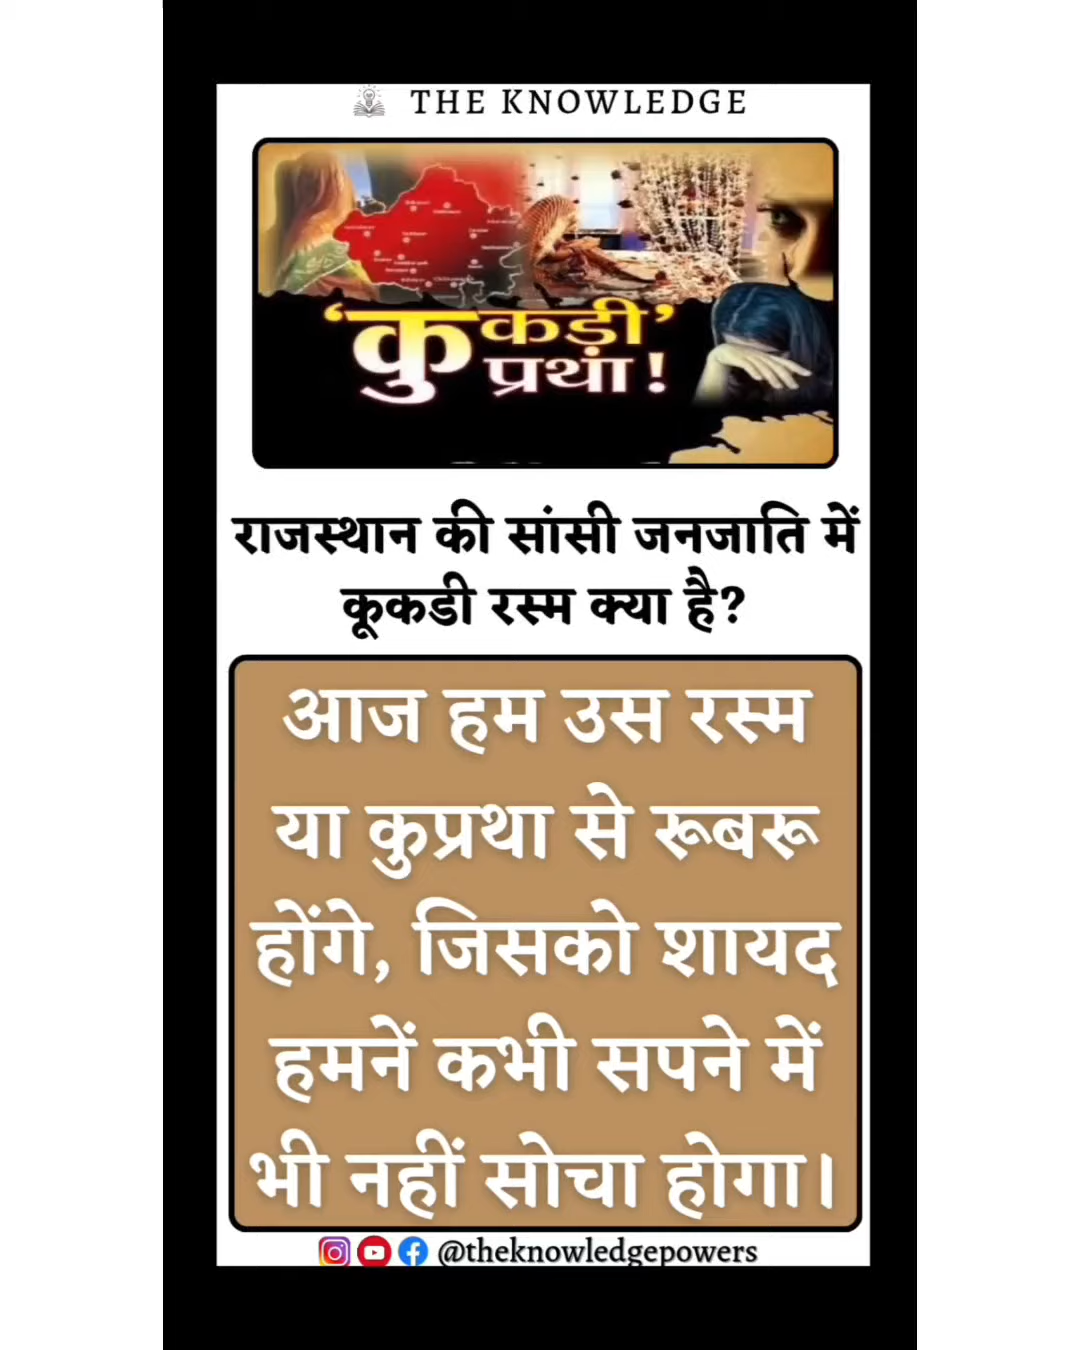 THE KNOWLEDGE
‘कुकड़ी’
प्रथा!
राजस्थान की सांसी जनजाति में
कूकडी रस्म क्या है?
आज हम उस रस्म
या कुप्रथा से रूबरू
होंगे, जिसको शायद
हमनें कभी सपने में
भी नहीं सोचा होगा।
@theknowledgepowers